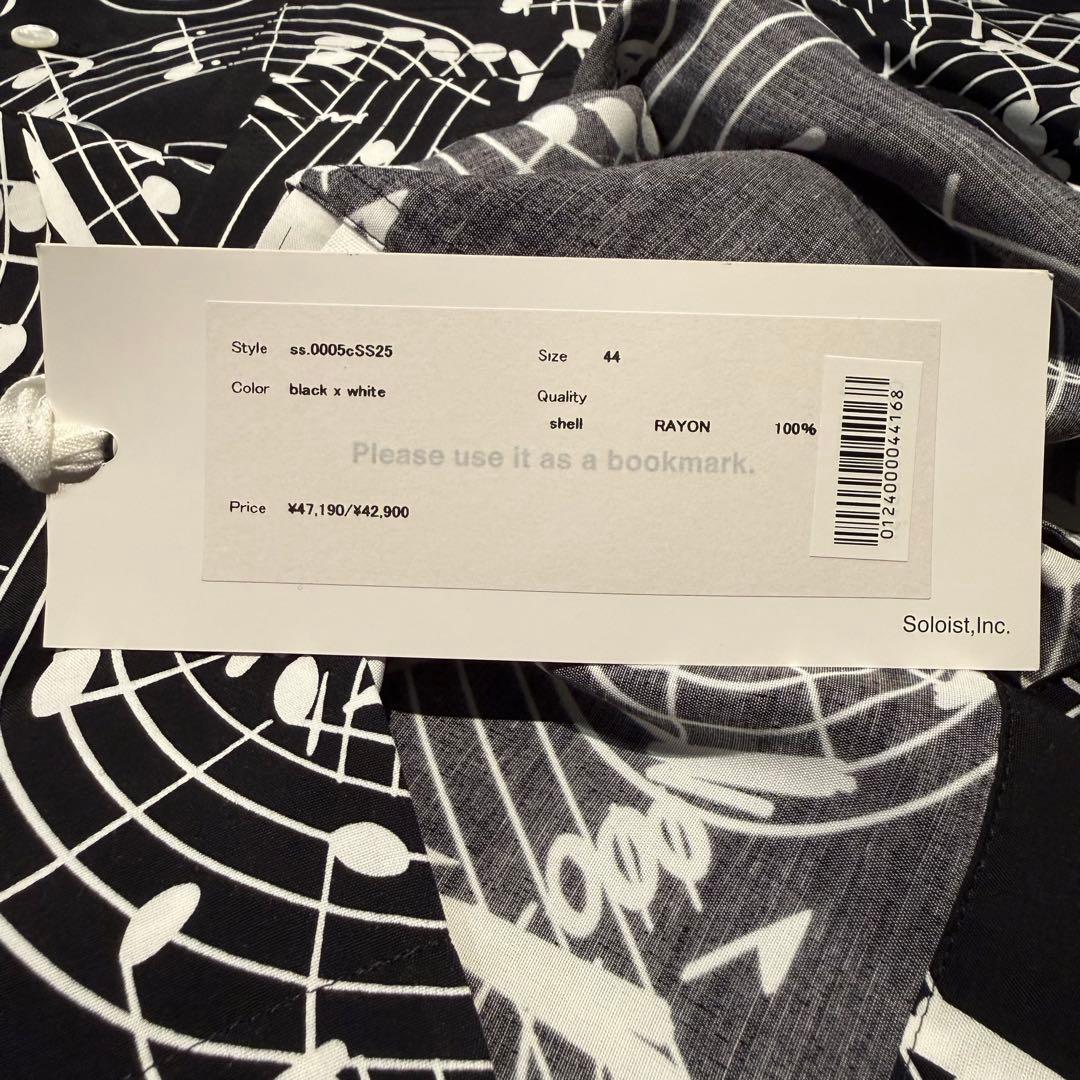 Style ss.0005cSS25
Color black x white
Size 44
Quality
shell RAYON 100%
Please use it as a bookmark.
Price ¥47,190/¥42,900
0124000044168
Soloist,Inc.